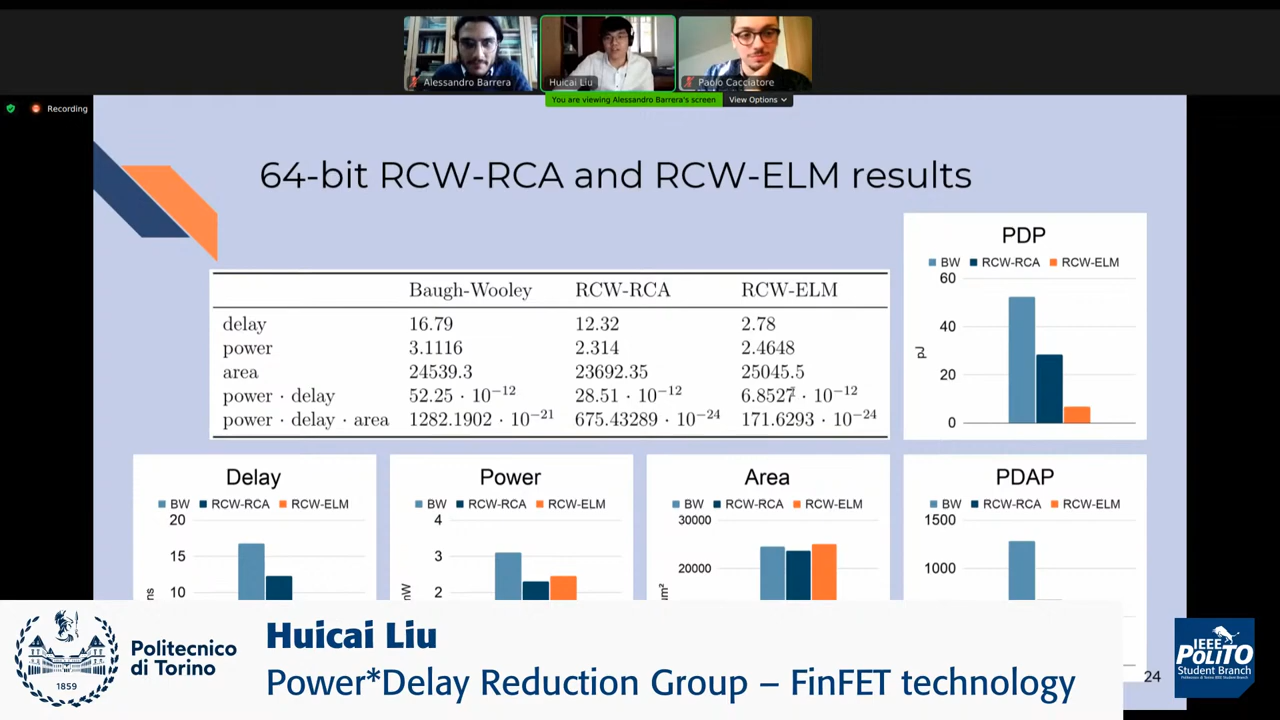 Alessandro Barrera
Huicai Liu
Paolo Cacciatore
You are viewing Alessandro Barrera's screen
View Options
Recording
64-bit RCW-RCA and RCW-ELM results
Baugh-Wooley RCW-RCA RCW-ELM
delay 16.79 12.32 2.78
power 3.1116 2.314 2.4648
area 24539.3 23692.35 25045.5
power · delay 52.25 · 10⁻¹² 28.51 · 10⁻¹² 6.8527 · 10⁻¹²
power · delay · area 1282.1902 · 10⁻²¹ 675.43289 · 10⁻²⁴ 171.6293 · 10⁻²⁴
PDP
BW RCW-RCA RCW-ELM
60
40
pJ
20
0
Delay
BW RCW-RCA RCW-ELM
20
15
10
ns
Power
BW RCW-RCA RCW-ELM
4
3
2
mW
Area
BW RCW-RCA RCW-ELM
30000
20000
um²
PDAP
BW RCW-RCA RCW-ELM
1500
1000
24
Politecnico
di Torino
1859
Huicai Liu
Power*Delay Reduction Group – FinFET technology
IEEE
POLITO
Student Branch